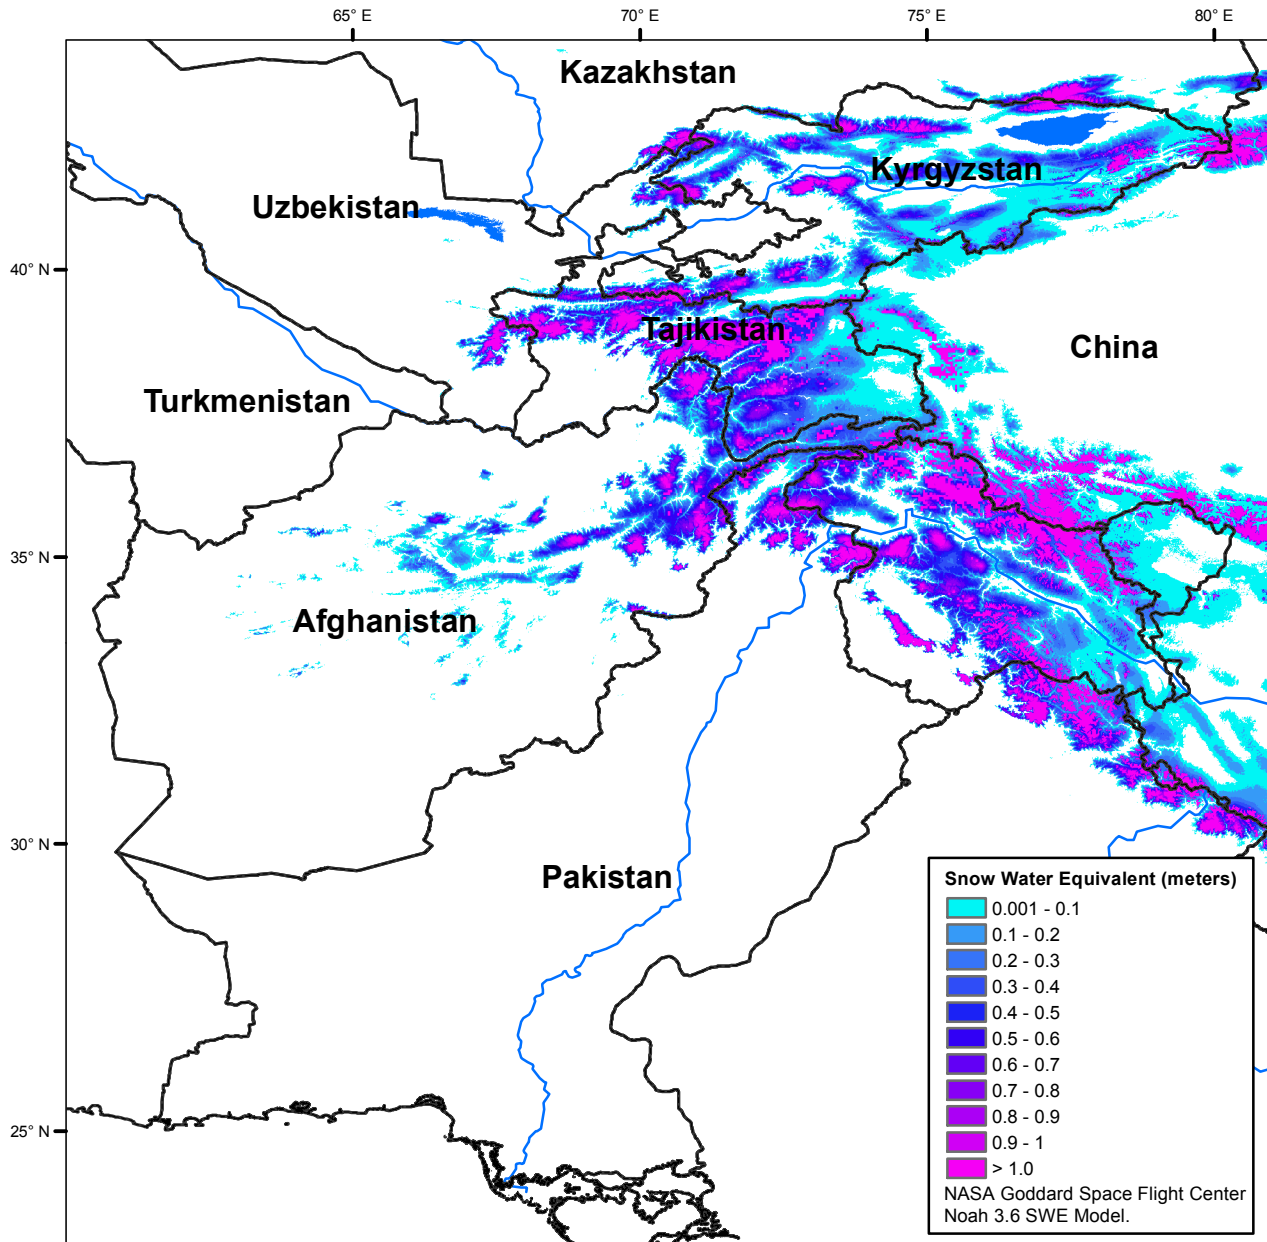 65° E
70° E
75° E
80° E
Kazakhstan
Kyrgyzstan
Uzbekistan
40° N
Tajikistan
China
Turkmenistan
35° N
Afghanistan
30° N
Pakistan
25° N
Snow Water Equivalent (meters)
0.001 - 0.1
0.1 - 0.2
0.2 - 0.3
0.3 - 0.4
0.4 - 0.5
0.5 - 0.6
0.6 - 0.7
0.7 - 0.8
0.8 - 0.9
0.9 - 1
> 1.0
NASA Goddard Space Flight Center
Noah 3.6 SWE Model.